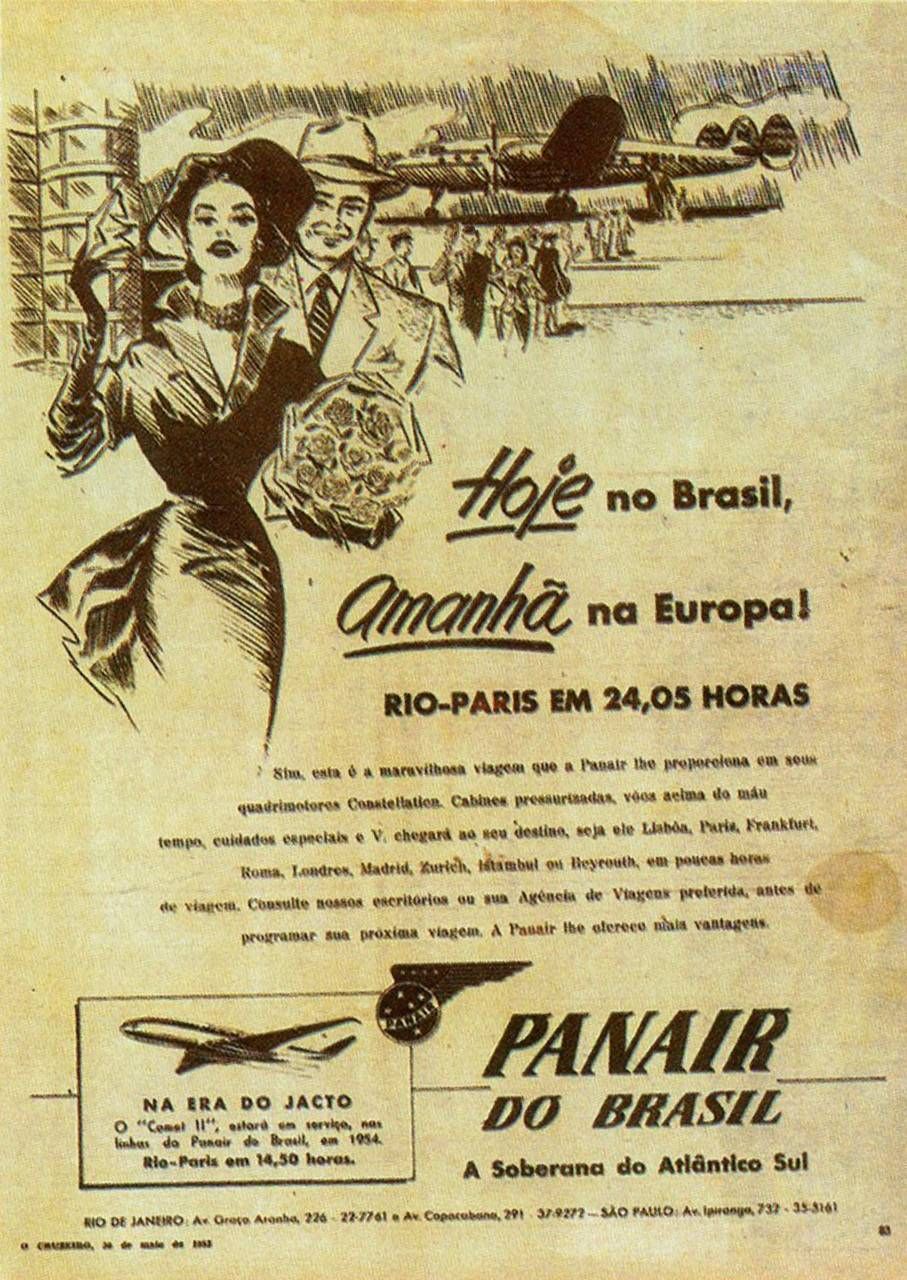 Hoje no Brasil,
Amanhã na Europa!
RIO-PARIS EM 24,05 HORAS
Sim, esta é a maravilhosa viagem que a Panair lhe proporciona em seus
quadrimotores Constellation. Cabines pressurizadas, vôos acima do máu
tempo, cuidados especiais e V. chegará ao seu destino, seja ele Lisbôa, Paris, Frankfurt,
Roma, Londres, Madrid, Zurich, Istambul ou Beyrouth, em poucas horas
de viagem. Consulte nossos escritórios ou sua Agência de Viagens preferida, antes de
programar sua próxima viagem. A Panair lhe oferece mais vantagens.
PANAIR
NA ERA DO JACTO
O "Comet II", estará em serviço, nas
linhas da Panair do Brasil, em 1954.
Rio-Paris em 14,50 horas.
PANAIR
DO BRASIL
A Soberana do Atlântico Sul
RIO DE JANEIRO: Av. Graça Aranha, 226 - 22-7761 e Av. Copacabana, 291 - 37-9272 — SÃO PAULO: Av. Ipiranga, 732 - 35-5161
O CRUZEIRO, de maio de
83